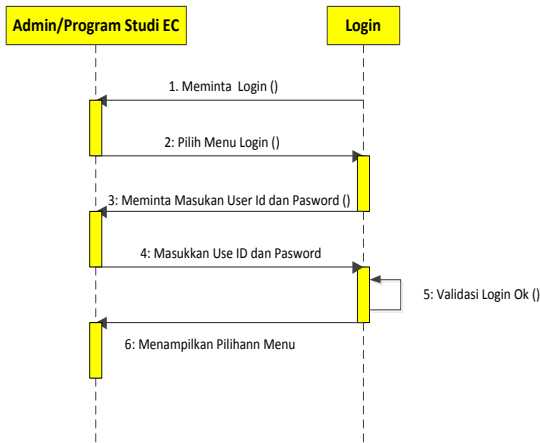 Admin/Program Studi EC
Login
1. Meminta Login ()
2: Pilih Menu Login ()
3: Meminta Masukan User Id dan Pasword ()
4: Masukkan Use ID dan Pasword
5: Validasi Login Ok ()
6: Menampilkan Pilihann Menu